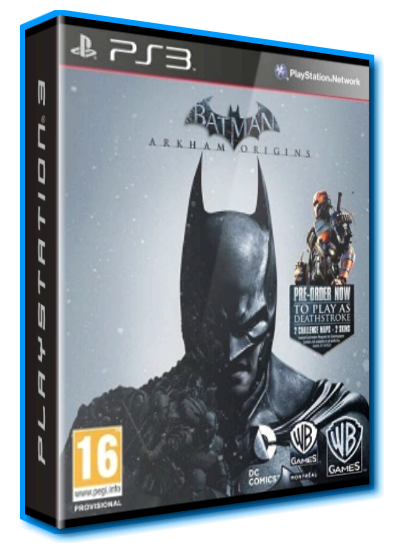 PLAYSTATION®3
PS3
PlayStation®Network
BATMAN
ARKHAM ORIGINS
PRE-ORDER NOW
TO PLAY AS
DEATHSTROKE
2 CHALLENGE MAPS - 2 SKINS
16
www.pegi.info
PROVISIONAL
DC
COMICS™
WB
GAMES
MONTRÉAL
WB
GAMES